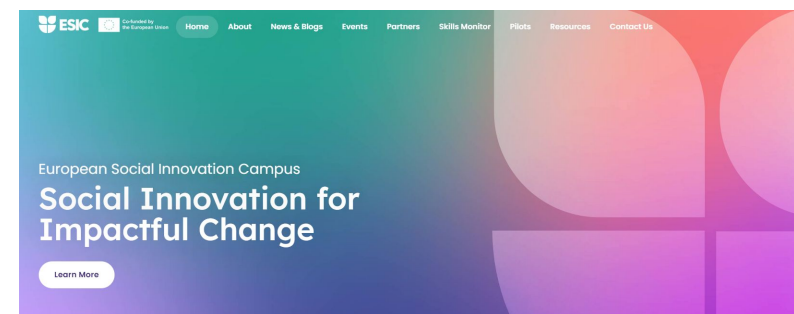 ESIC Co-funded by
the European Union Home About News & Blogs Events Partners Skills Monitor Pilots Resources Contact Us
European Social Innovation Campus
Social Innovation for
Impactful Change
Learn More